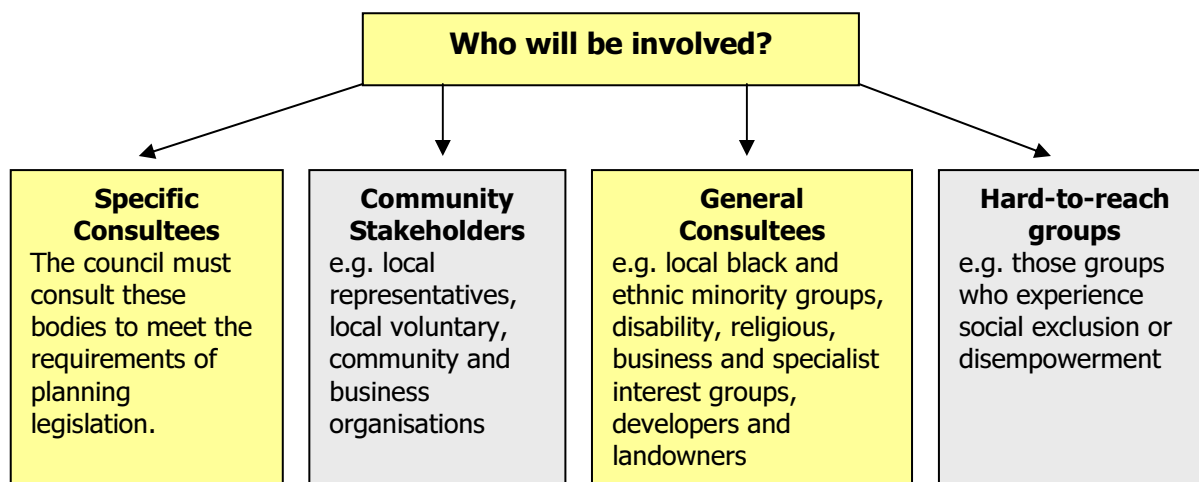 Who will be involved?
Specific
Consultees
The council must
consult these
bodies to meet the
requirements of
planning
legislation.
Community
Stakeholders
e.g. local
representatives,
local voluntary,
community and
business
organisations
General
Consultees
e.g. local black and
ethnic minority groups,
disability, religious,
business and specialist
interest groups,
developers and
landowners
Hard-to-reach
groups
e.g. those groups
who experience
social exclusion or
disempowerment